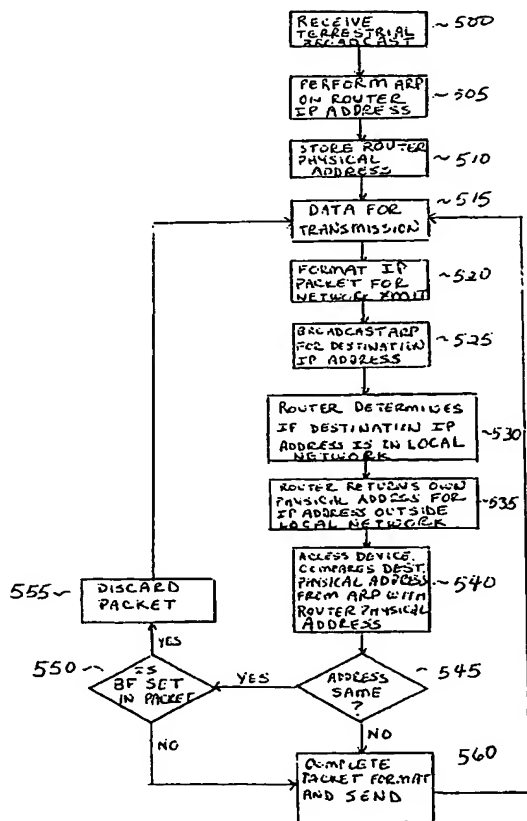 RECEIVE
TERRESTRIAL
BROADCAST
~500
PERFORM ARP
ON ROUTER
IP ADDRESS
~505
STORE ROUTER
PHYSICAL
ADDRESS
~510
~515
DATA FOR
TRANSMISSION
FORMAT IP
PACKET FOR
NETWORK XMIT
~520
BROADCAST ARP
FOR DESTINATION
IP ADDRESS
~525
ROUTER DETERMINES
IF DESTINATION IP
ADDRESS IS IN LOCAL
NETWORK
~530
ROUTER RETURNS OWN
PHYSICAL ADDRESS FOR
IP ADDRESS OUTSIDE
LOCAL NETWORK
~535
ACCESS DEVICE
COMPARES DEST.
PHYSICAL ADDRESS
FROM ARP WITH
ROUTER PHYSICAL
ADDRESS
~540
555~
DISCARD
PACKET
YES
550
IS
BF SET
IN PACKET
YES
ADDRESS
SAME
?
545
NO
NO
COMPLETE
PACKET FORMAT
AND SEND
560